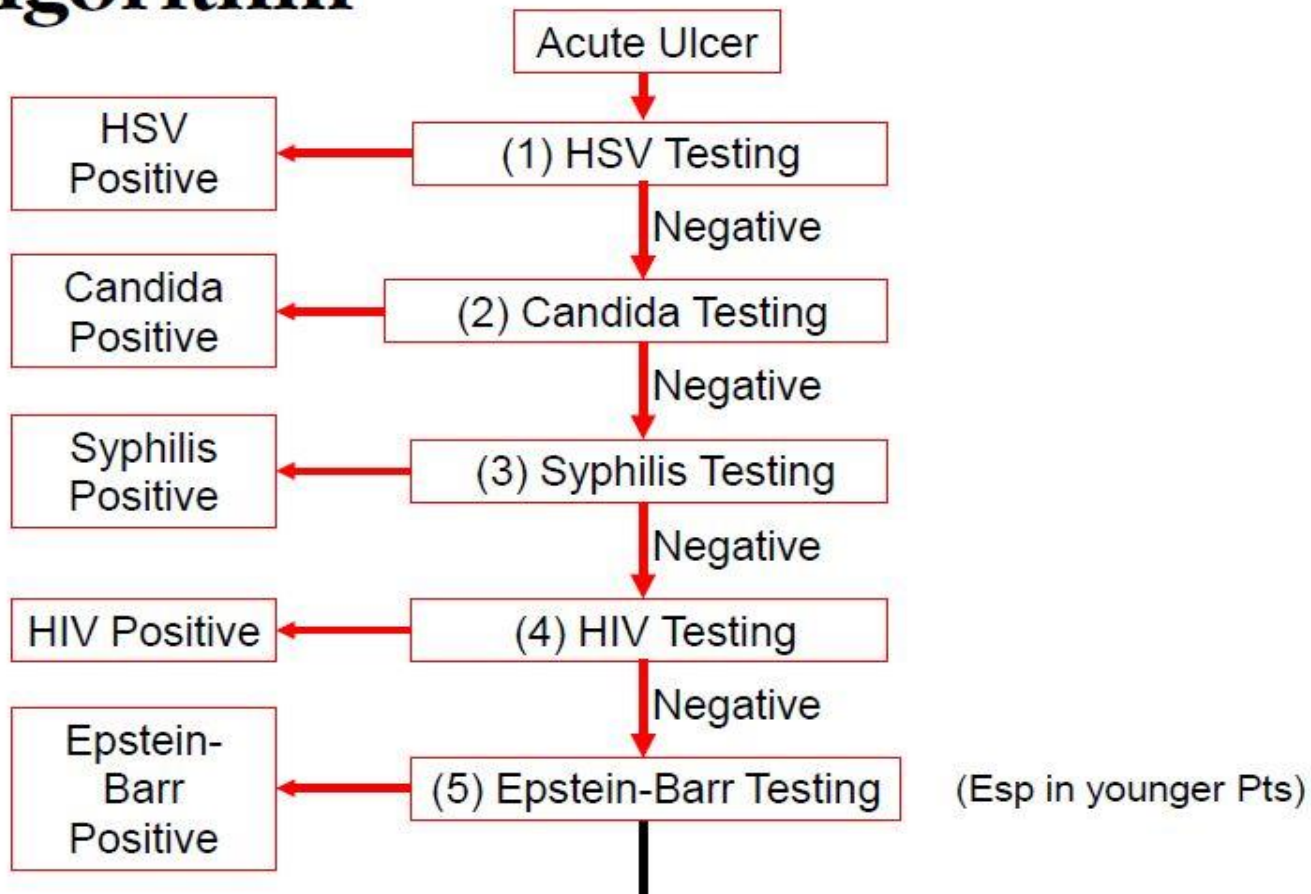 Acute Ulcer
HSV
Positive
(1) HSV Testing
Negative
Candida
Positive
(2) Candida Testing
Negative
Syphilis
Positive
(3) Syphilis Testing
Negative
HIV Positive
(4) HIV Testing
Negative
Epstein-
Barr
Positive
(5) Epstein-Barr Testing
(Esp in younger Pts)